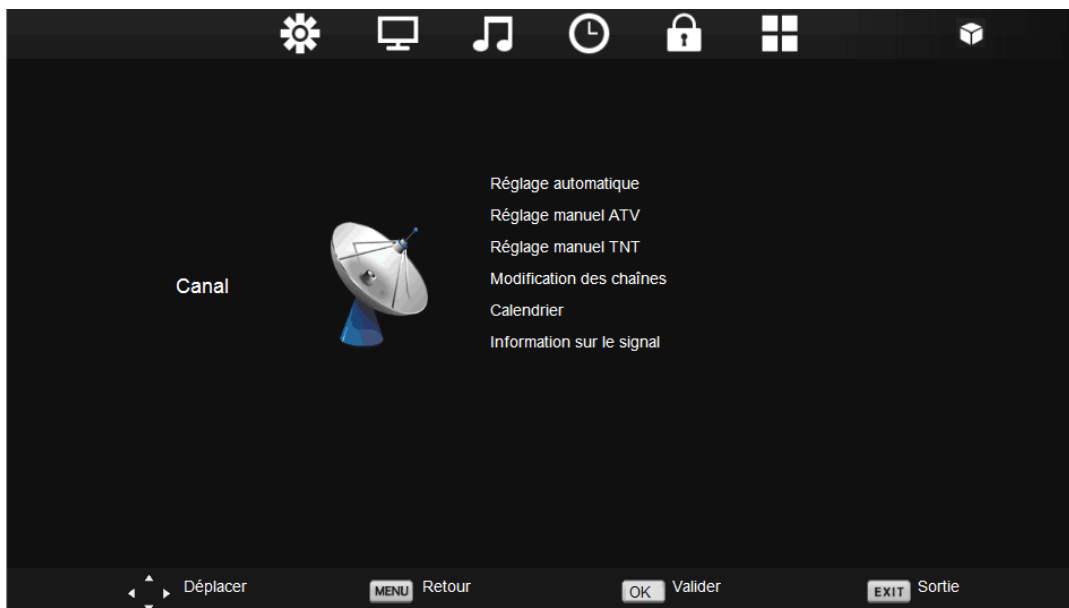 Réglage automatique
Réglage manuel ATV
Réglage manuel TNT
Modification des chaînes
Canal
Calendrier
Information sur le signal
Déplacer
MENU Retour
OK Valider
EXIT Sortie